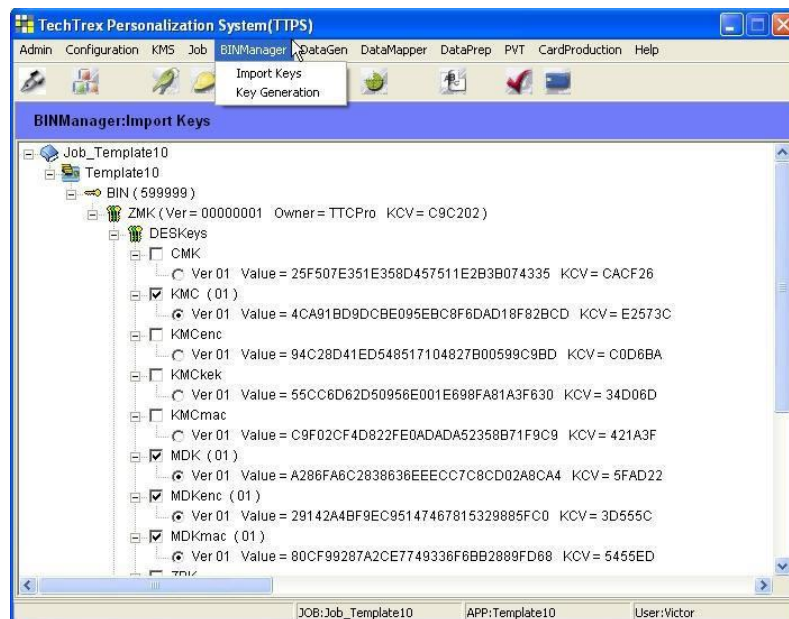 TechTrex Personalization System(TTPS)
Admin Configuration KMS Job BINManager DataGen DataMapper DataPrep PVT CardProduction Help
Import Keys
Key Generation
BINManager:Import Keys
Job_Template10
Template10
BIN ( 599999 )
ZMK ( Ver = 00000001 Owner = TTCPro KCV = C9C202 )
DESKeys
CMK
Ver 01 Value = 25F507E351E358D457511E2B3B074335 KCV = CACF26
KMC (01)
Ver 01 Value = 4CA91BD9DCBE095EBC8F6DAD18F82BCD KCV = E2573C
KMCenc
Ver 01 Value = 94C28D41ED548517104827B00599C9BD KCV = C0D6BA
KMCkek
Ver 01 Value = 55CC6D62D50956E001E698FA81A3F630 KCV = 34D06D
KMCmac
Ver 01 Value = C9F02CF4D822FE0ADADA52358B71F9C9 KCV = 421A3F
MDK (01)
Ver 01 Value = A286FA6C2838636EEECC7C8CD02A8CA4 KCV = 5FAD22
MDKenc (01)
Ver 01 Value = 29142A4BF9EC95147467815329885FC0 KCV = 3D555C
MDKmac (01)
Ver 01 Value = 80CF99287A2CE7749336F6BB2889FD68 KCV = 5455ED
JOB:Job_Template10 APP:Template10 User:Victor